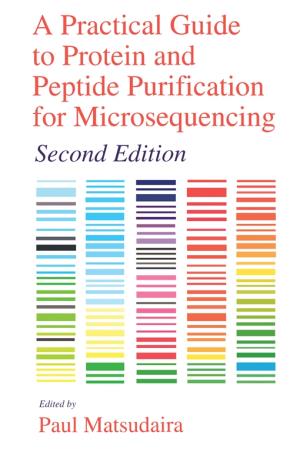 A Practical Guide
to Protein and
Peptide Purification
for Microsequencing
Second Edition
Edited by
Paul Matsudaira